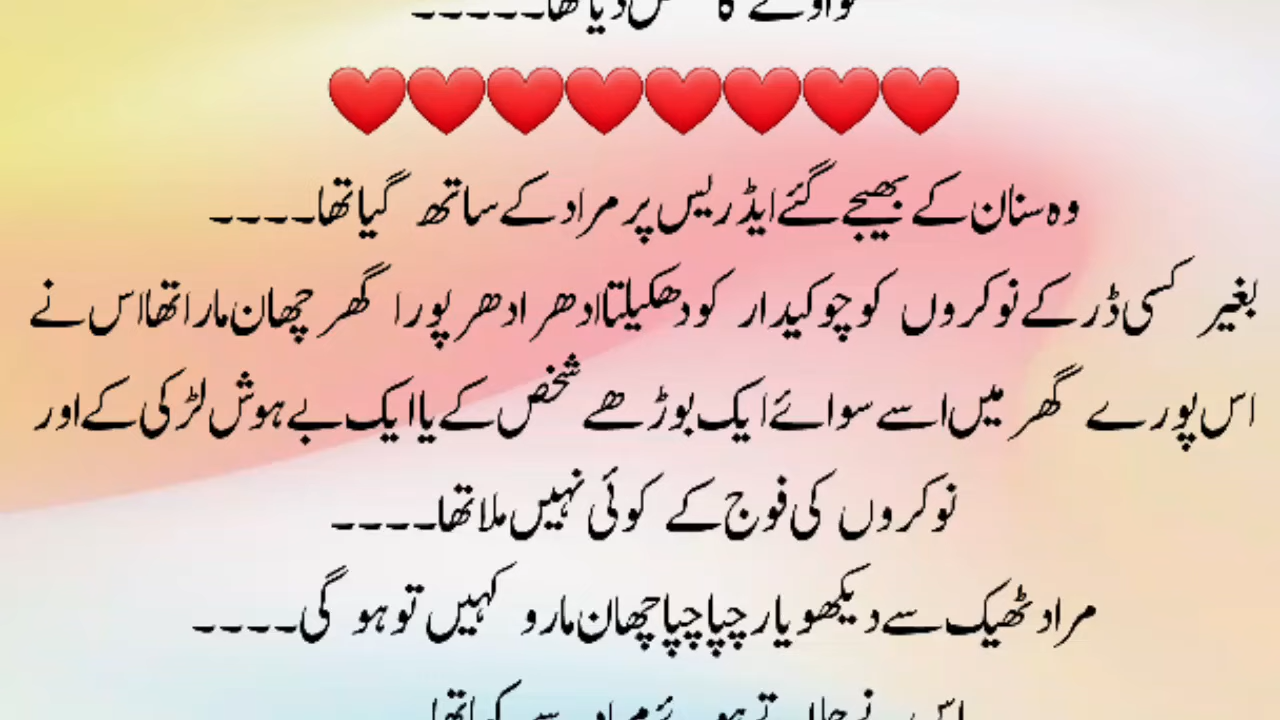 ❤️❤️❤️❤️❤️❤️❤️❤️
وہ سنان کے بھیجے گئے ایڈریس پر مراد کے ساتھ گیا تھا۔۔۔۔
بغیر کسی ڈر کے نوکروں کو چوکیدار کو دھکیلتا ادھر ادھر پورا گھر چھان مارا تھا اس نے
اس پورے گھر میں اسے سوائے ایک بوڑھے شخص کے یا ایک بے ہوش لڑکی کے اور
نوکروں کی فوج کے کوئی نہیں ملا تھا۔۔۔۔
مراد ٹھیک سے دیکھو یار چپا چپا چھان مارو کہیں تو ہو گی۔۔۔۔